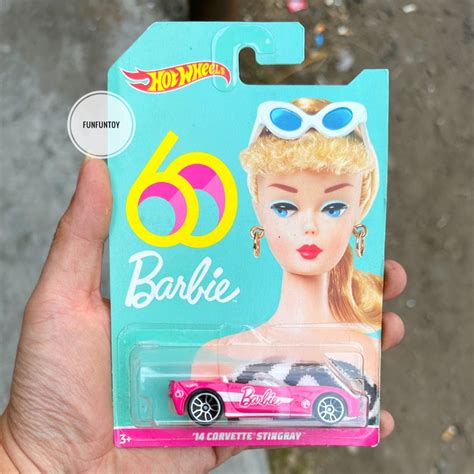 HOT WHEELS
FUNFUNTOY
60
Barbie
Barbie
3+
'14 CORVETTE STINGRAY